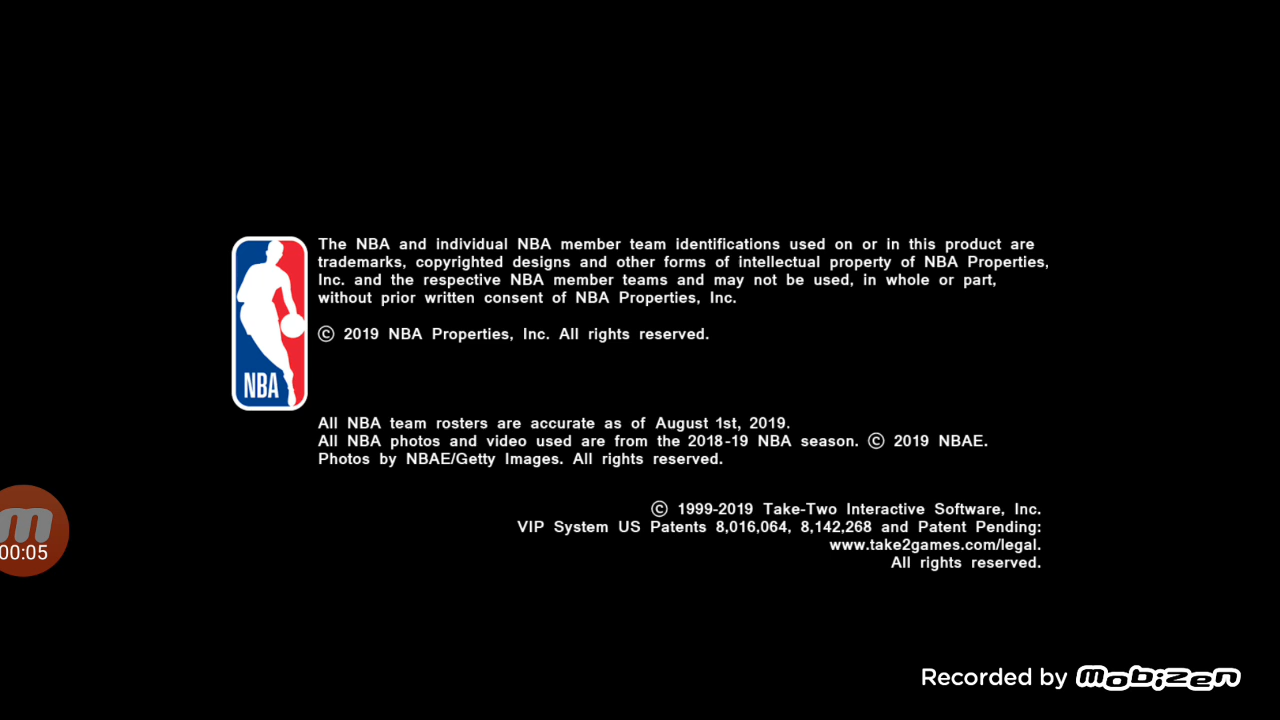 The NBA and individual NBA member team identifications used on or in this product are
trademarks, copyrighted designs and other forms of intellectual property of NBA Properties,
Inc. and the respective NBA member teams and may not be used, in whole or part,
without prior written consent of NBA Properties, Inc.
© 2019 NBA Properties, Inc. All rights reserved.
NBA
All NBA team rosters are accurate as of August 1st, 2019.
All NBA photos and video used are from the 2018-19 NBA season. © 2019 NBAE.
Photos by NBAE/Getty Images. All rights reserved.
© 1999-2019 Take-Two Interactive Software, Inc.
VIP System US Patents 8,016,064, 8,142,268 and Patent Pending:
www.take2games.com/legal.
All rights reserved.
m
00:05
Recorded by mobizen